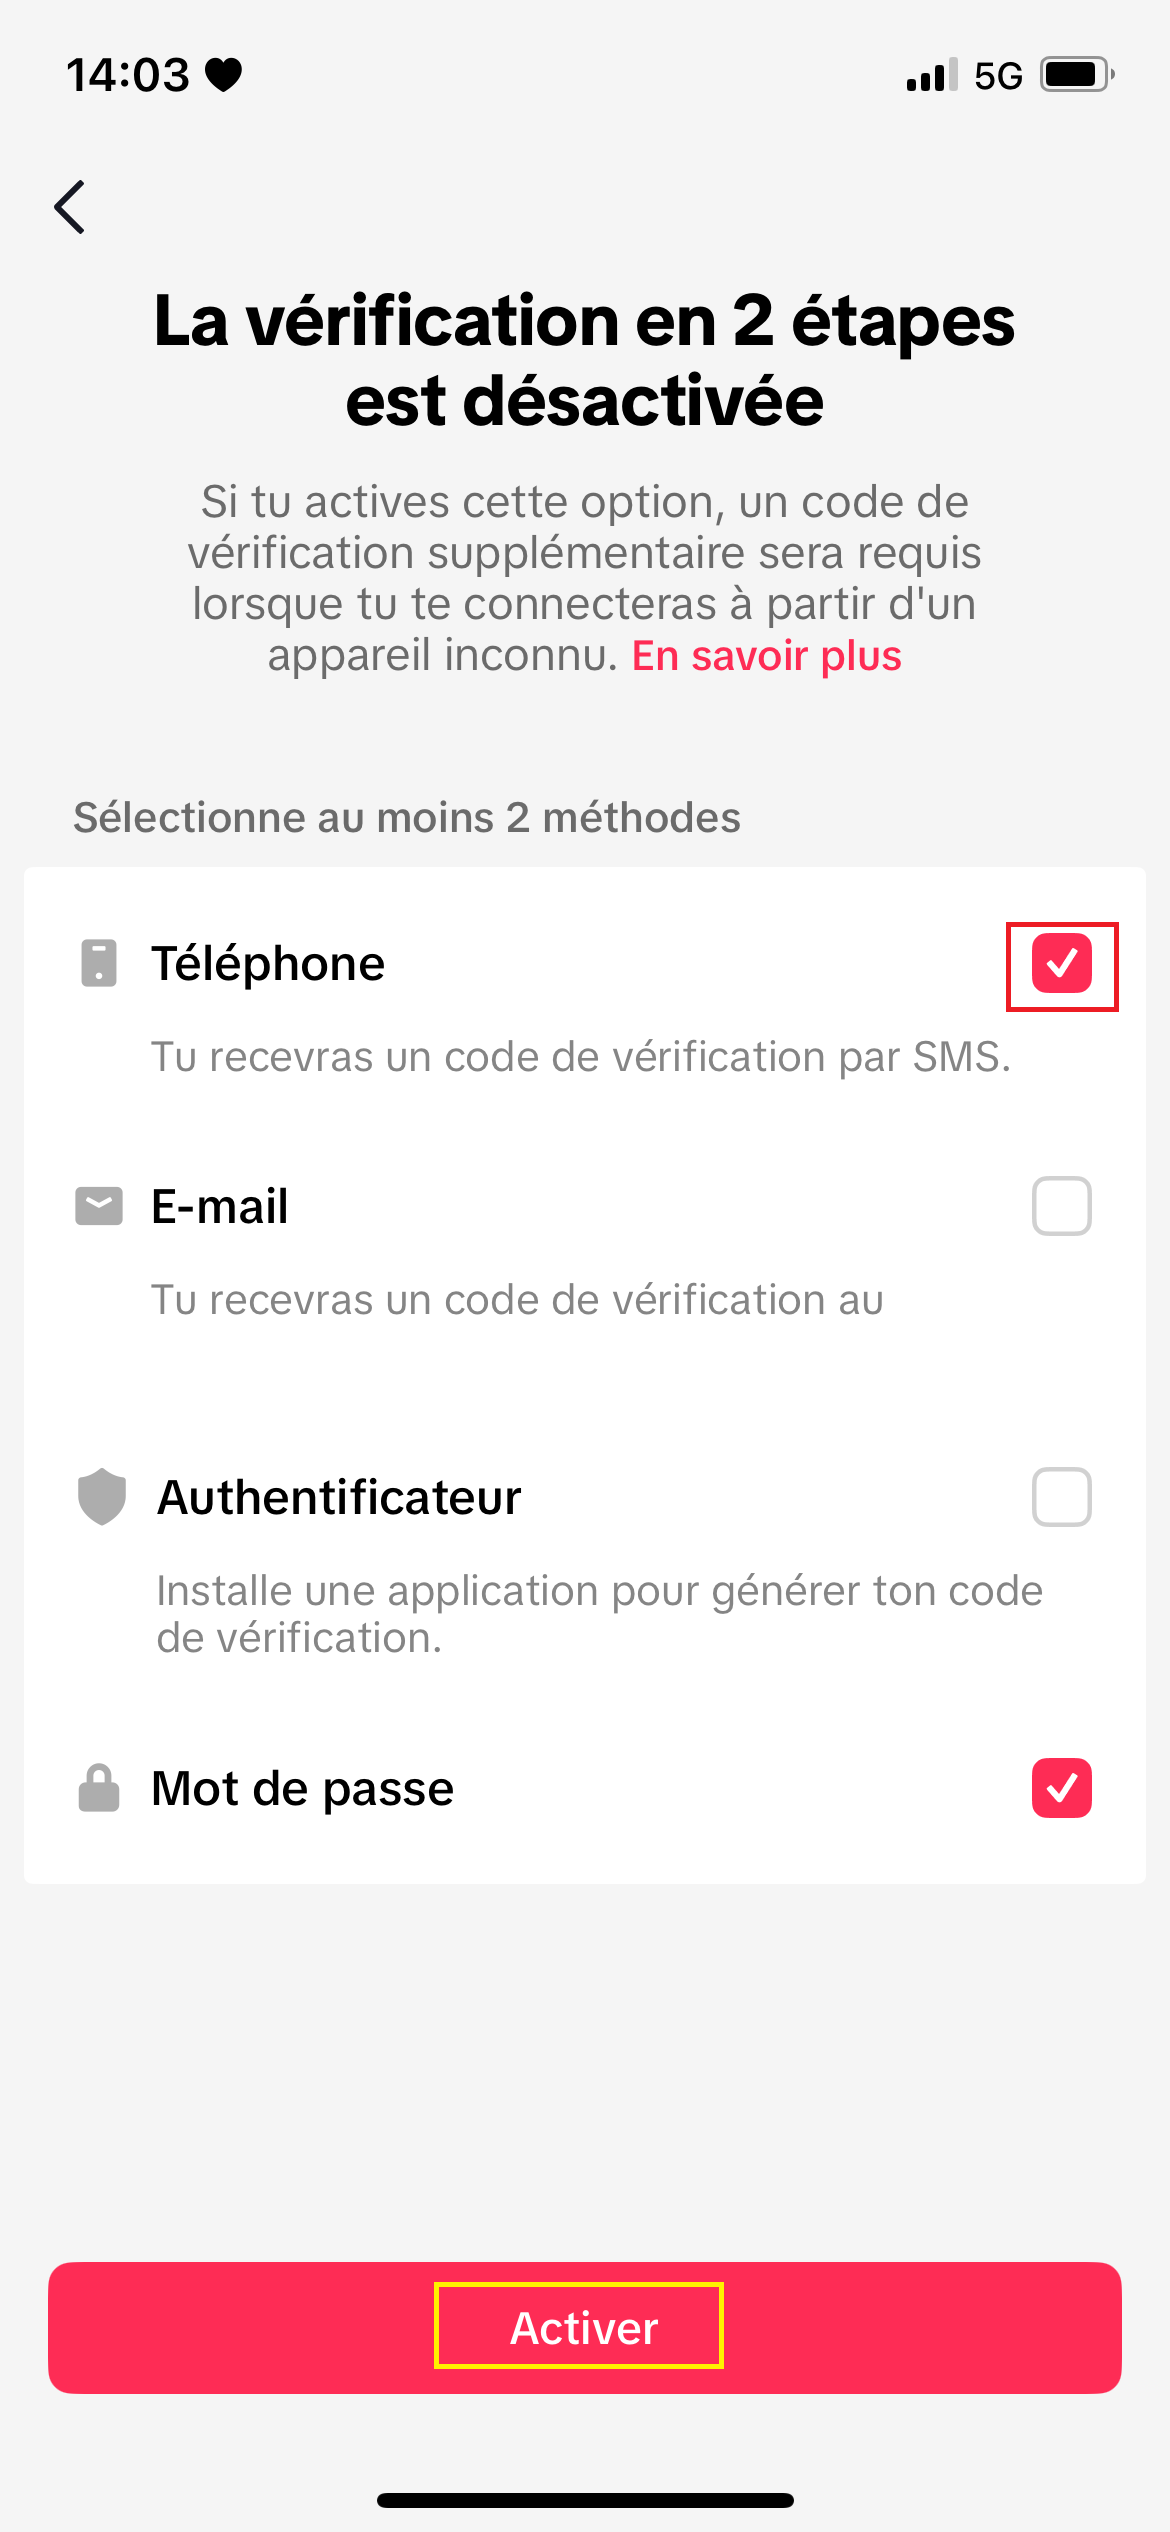 14:03
5G
La vérification en 2 étapes
est désactivée
Si tu actives cette option, un code de
vérification supplémentaire sera requis
lorsque tu te connecteras à partir d'un
appareil inconnu. En savoir plus
Sélectionne au moins 2 méthodes
Téléphone
Tu recevras un code de vérification par SMS.
E-mail
Tu recevras un code de vérification au
Authentificateur
Installe une application pour générer ton code
de vérification.
Mot de passe
Activer